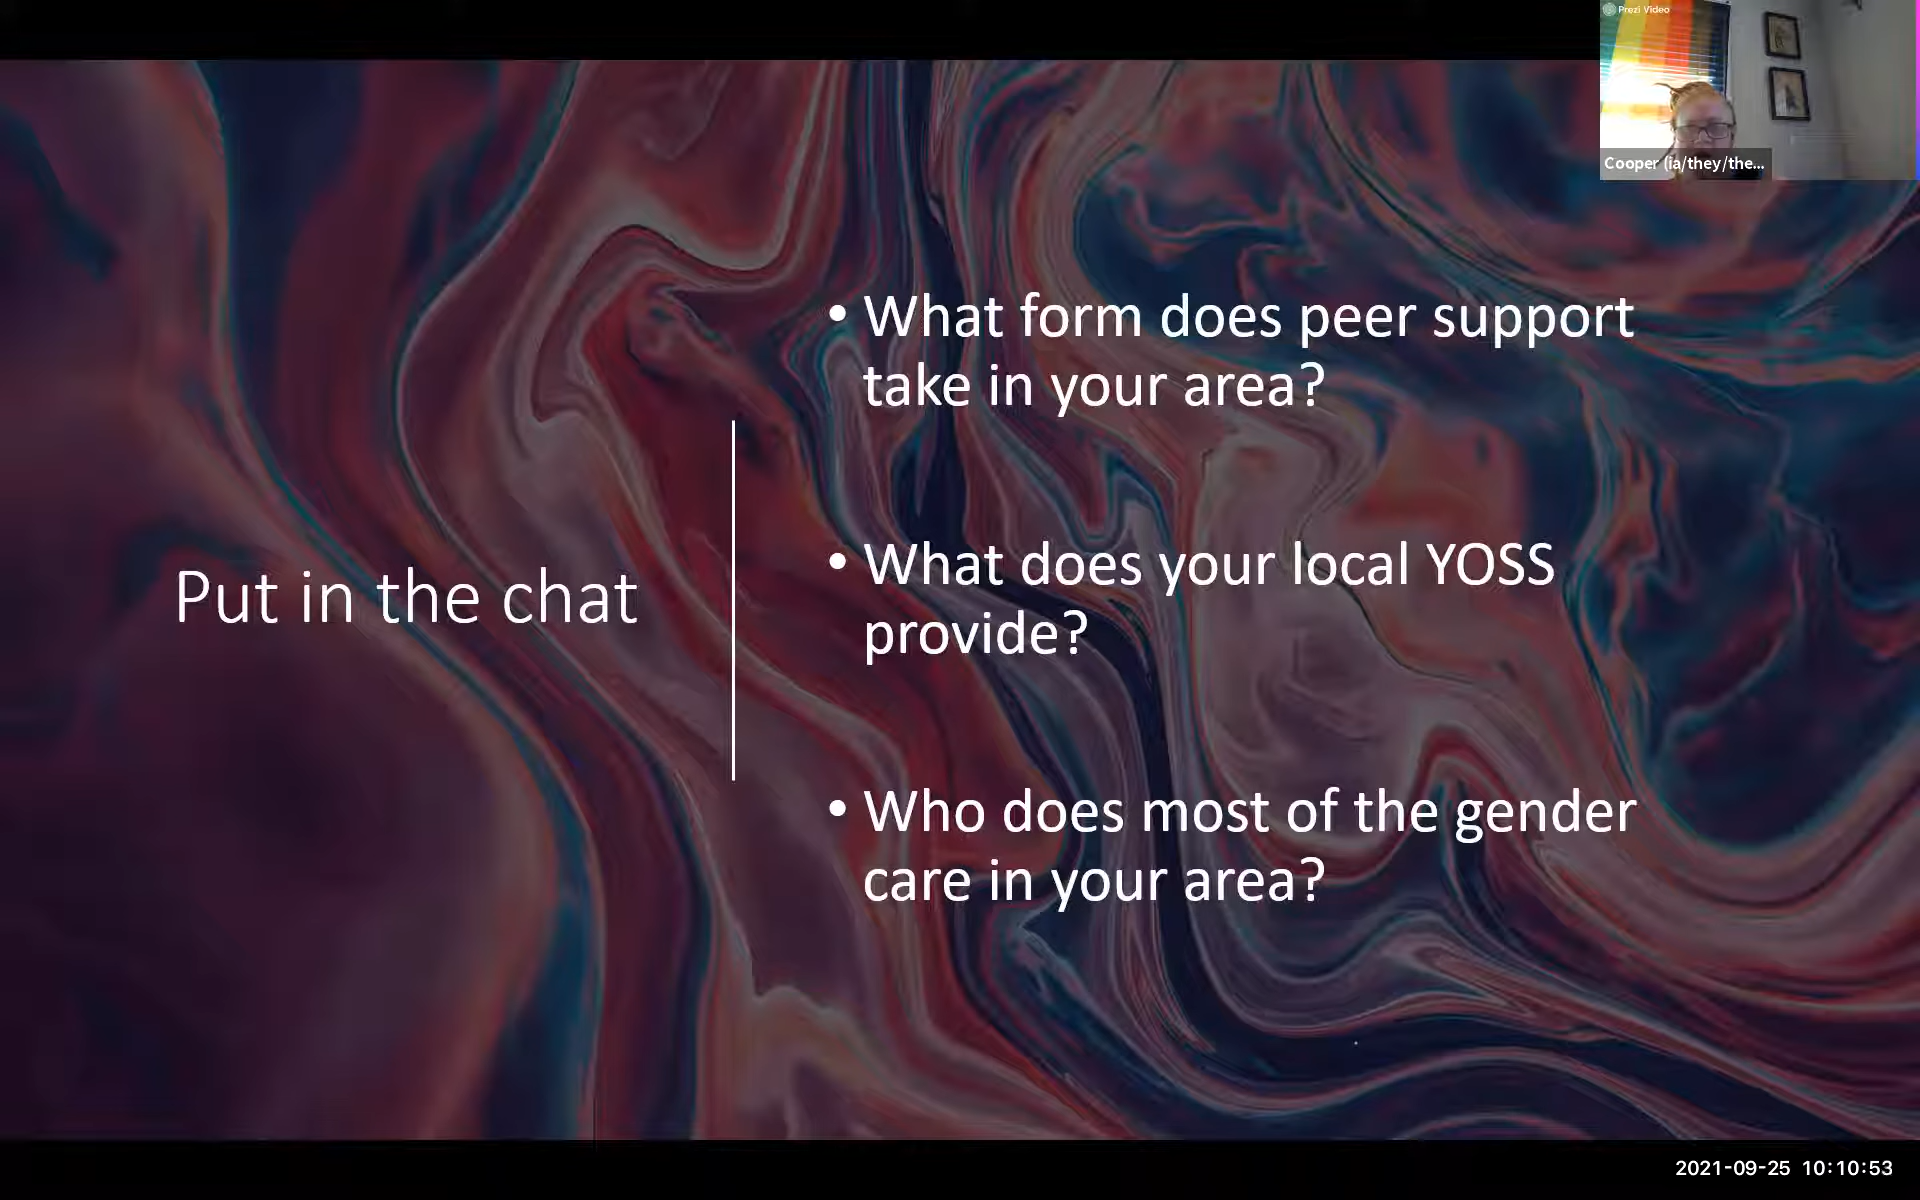 Prezi Video
Cooper (ia/they/the...
Put in the chat
• What form does peer support
take in your area?
• What does your local YOSS
provide?
• Who does most of the gender
care in your area?
2021-09-25 10:10:53